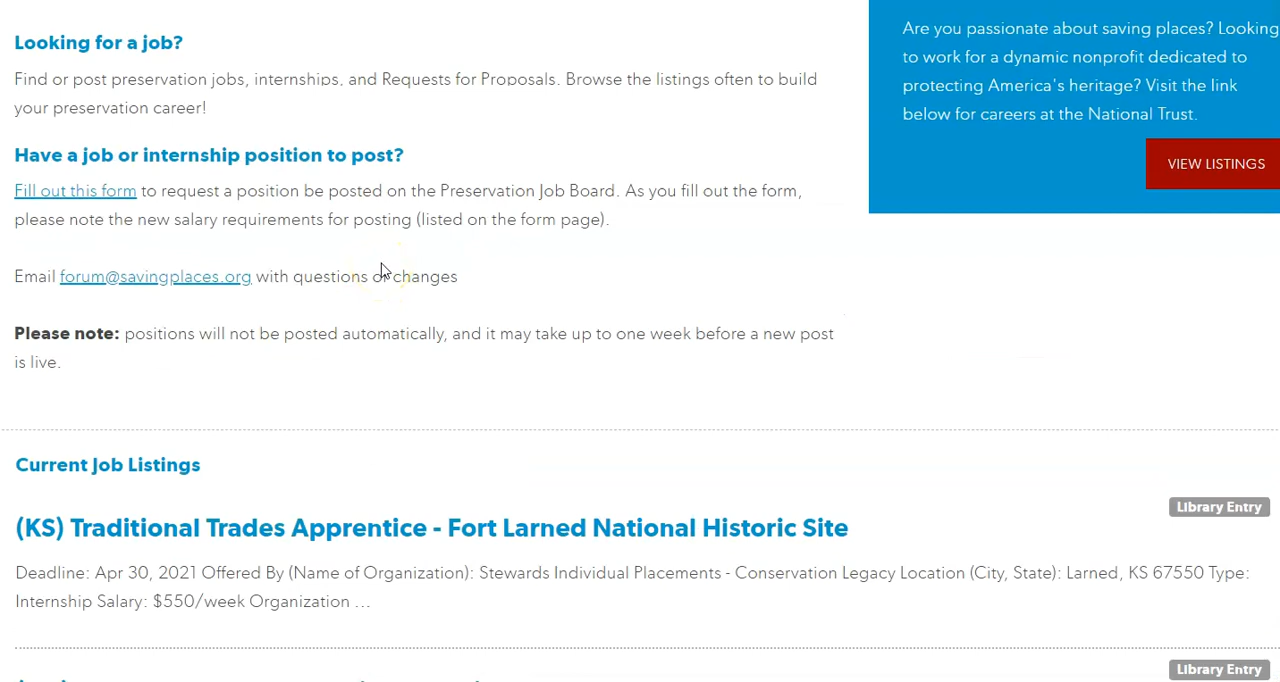 Looking for a job?
Find or post preservation jobs, internships, and Requests for Proposals. Browse the listings often to build
your preservation career!
Have a job or internship position to post?
Fill out this form to request a position be posted on the Preservation Job Board. As you fill out the form,
please note the new salary requirements for posting (listed on the form page).
Email forum@savingplaces.org with questions or changes
Please note: positions will not be posted automatically, and it may take up to one week before a new post
is live.
Are you passionate about saving places? Looking
to work for a dynamic nonprofit dedicated to
protecting America's heritage? Visit the link
below for careers at the National Trust.
VIEW LISTINGS
Current Job Listings
Library Entry
(KS) Traditional Trades Apprentice - Fort Larned National Historic Site
Deadline: Apr 30, 2021 Offered By (Name of Organization): Stewards Individual Placements - Conservation Legacy Location (City, State): Larned, KS 67550 Type:
Internship Salary: $550/week Organization ...
Library Entry